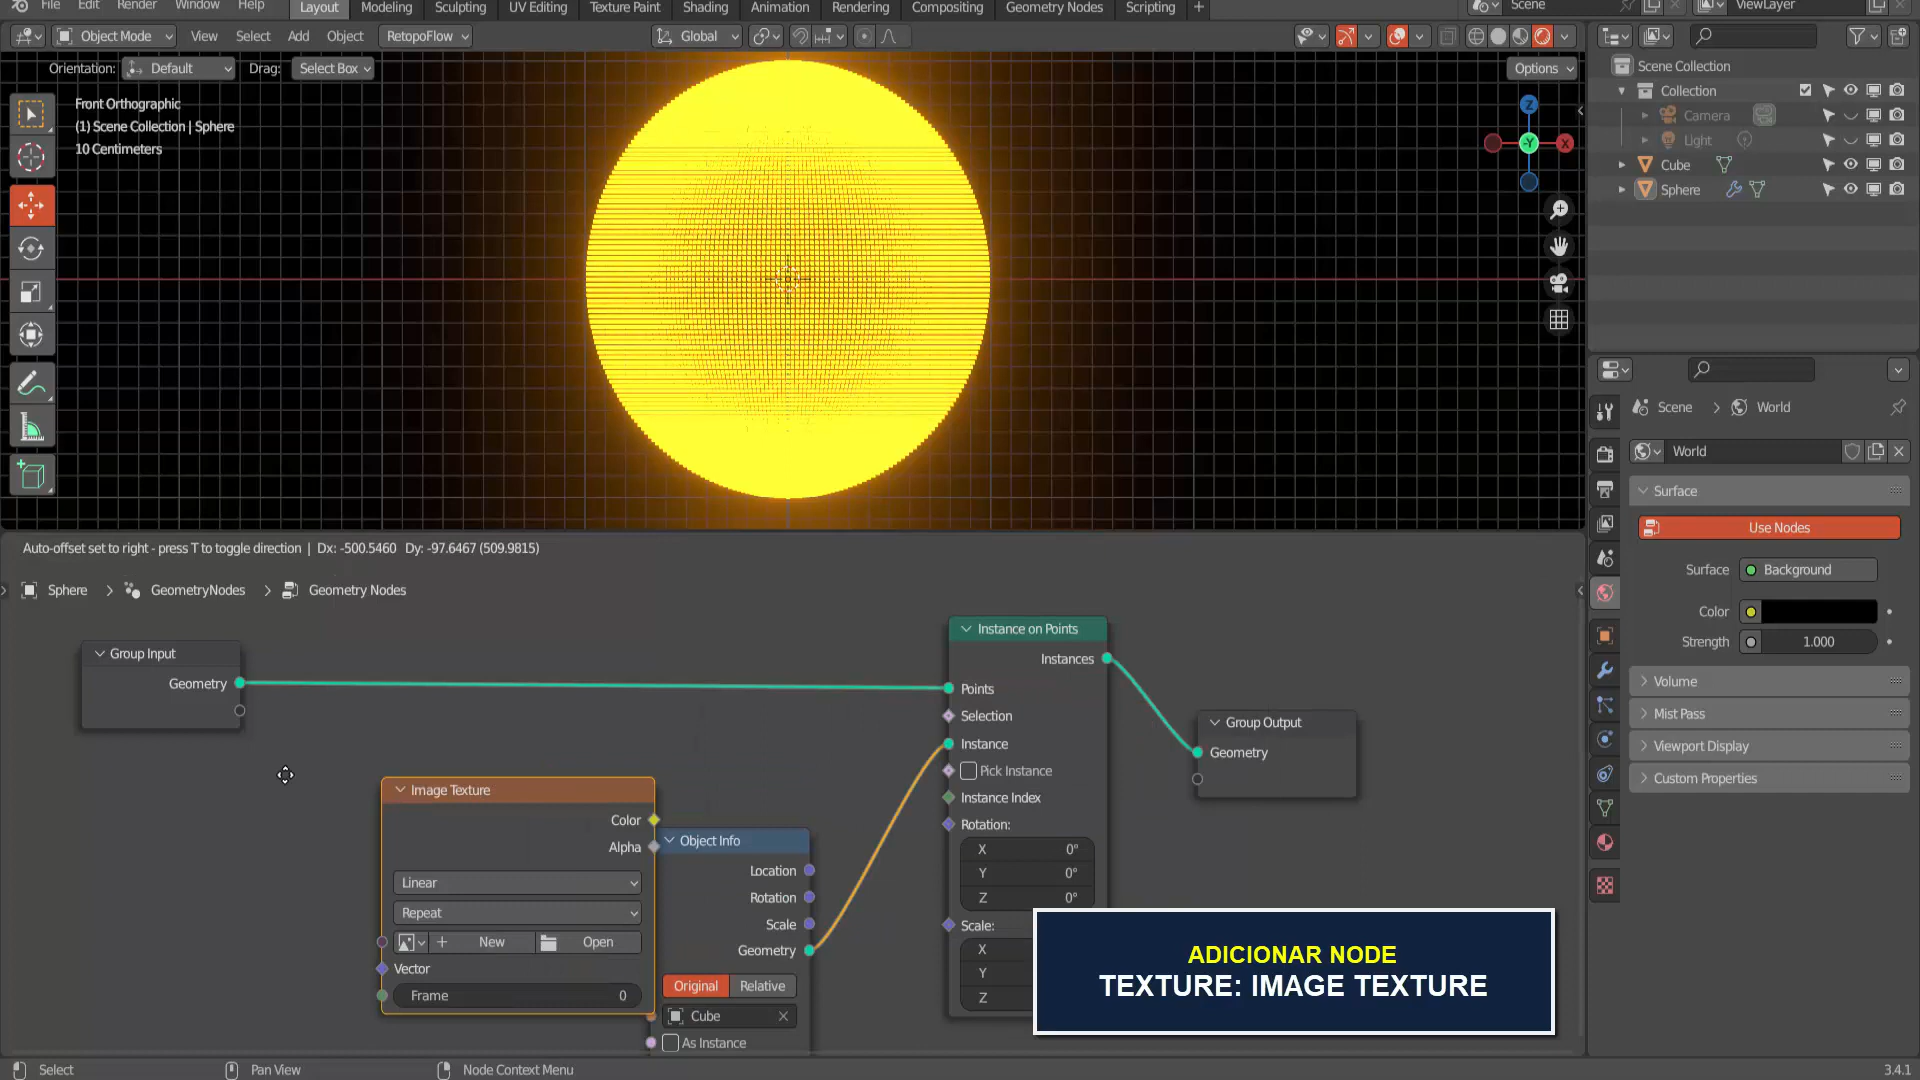 File Edit Render Window Help Layout Modeling Sculpting UV Editing Texture Paint Shading Animation Rendering Compositing Geometry Nodes Scripting + Scene ViewLayer
Object Mode View Select Add Object RetopoFlow Global
Orientation: Default Drag: Select Box Options
Front Orthographic
(1) Scene Collection | Sphere
10 Centimeters
Z
-Y
X
Scene Collection
Collection
Camera
Light
Cube
Sphere
Scene > World
World
Surface
Use Nodes
Surface Background
Color
Strength 1.000
Volume
Mist Pass
Viewport Display
Custom Properties
Auto-offset set to right - press T to toggle direction | Dx: -500.5460 Dy: -97.6467 (509.9815)
Sphere > GeometryNodes > Geometry Nodes
Group Input
Geometry
Image Texture
Color
Alpha
Linear
Repeat
+ New Open
Vector
Frame 0
Object Info
Location
Rotation
Scale
Geometry
Original Relative
Cube
As Instance
Instance on Points
Instances
Points
Selection
Instance
Pick Instance
Instance Index
Rotation:
X 0°
Y 0°
Z 0°
Scale:
X
Y
Z
Group Output
Geometry
ADICIONAR NODE
TEXTURE: IMAGE TEXTURE
Select Pan View Node Context Menu 3.4.1